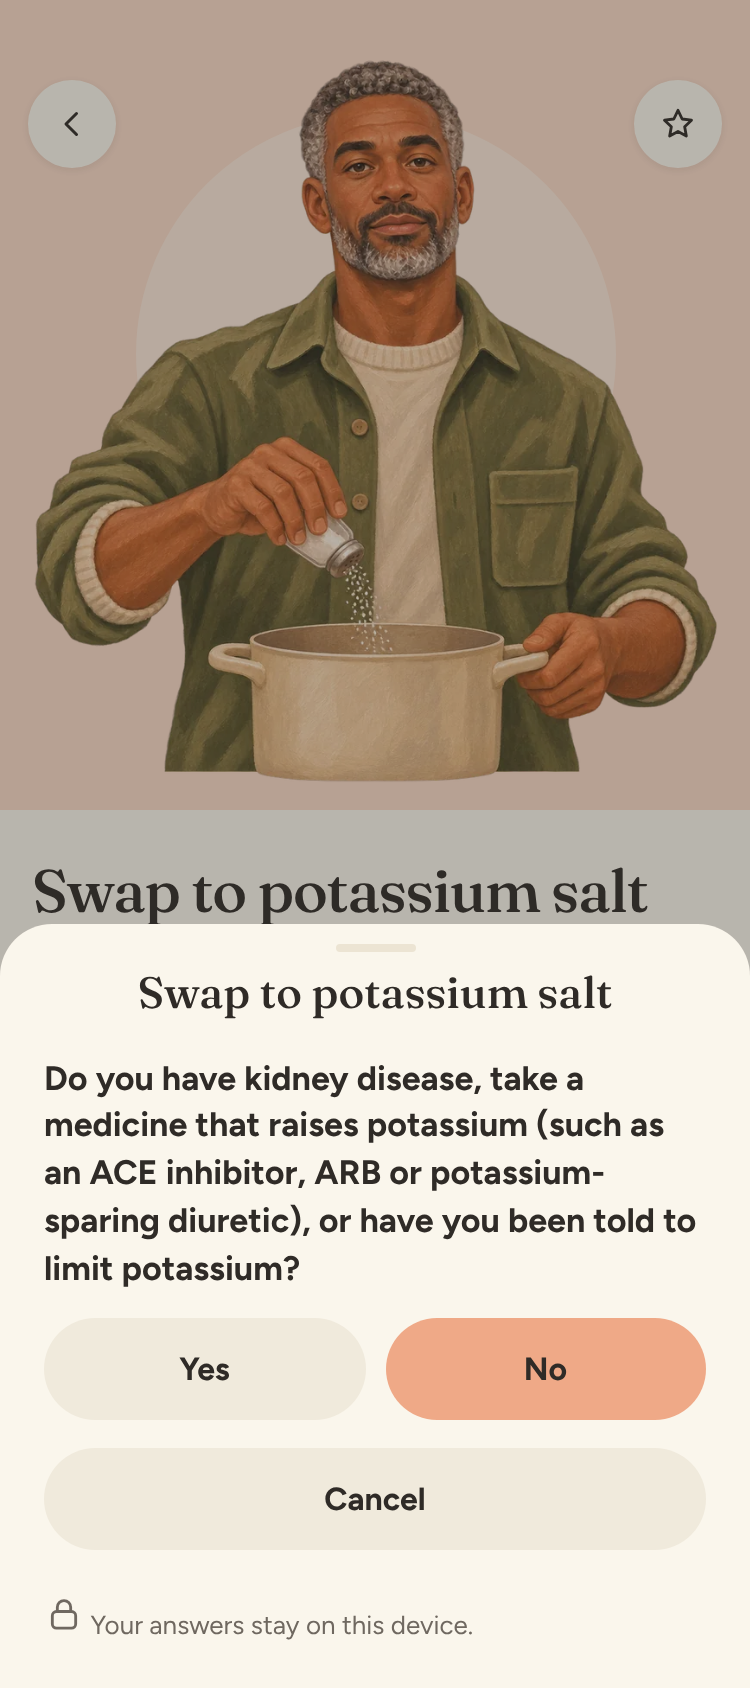 Swap to potassium salt
Swap to potassium salt
Do you have kidney disease, take a
medicine that raises potassium (such as
an ACE inhibitor, ARB or potassium-
sparing diuretic), or have you been told to
limit potassium?
Yes
No
Cancel
Your answers stay on this device.